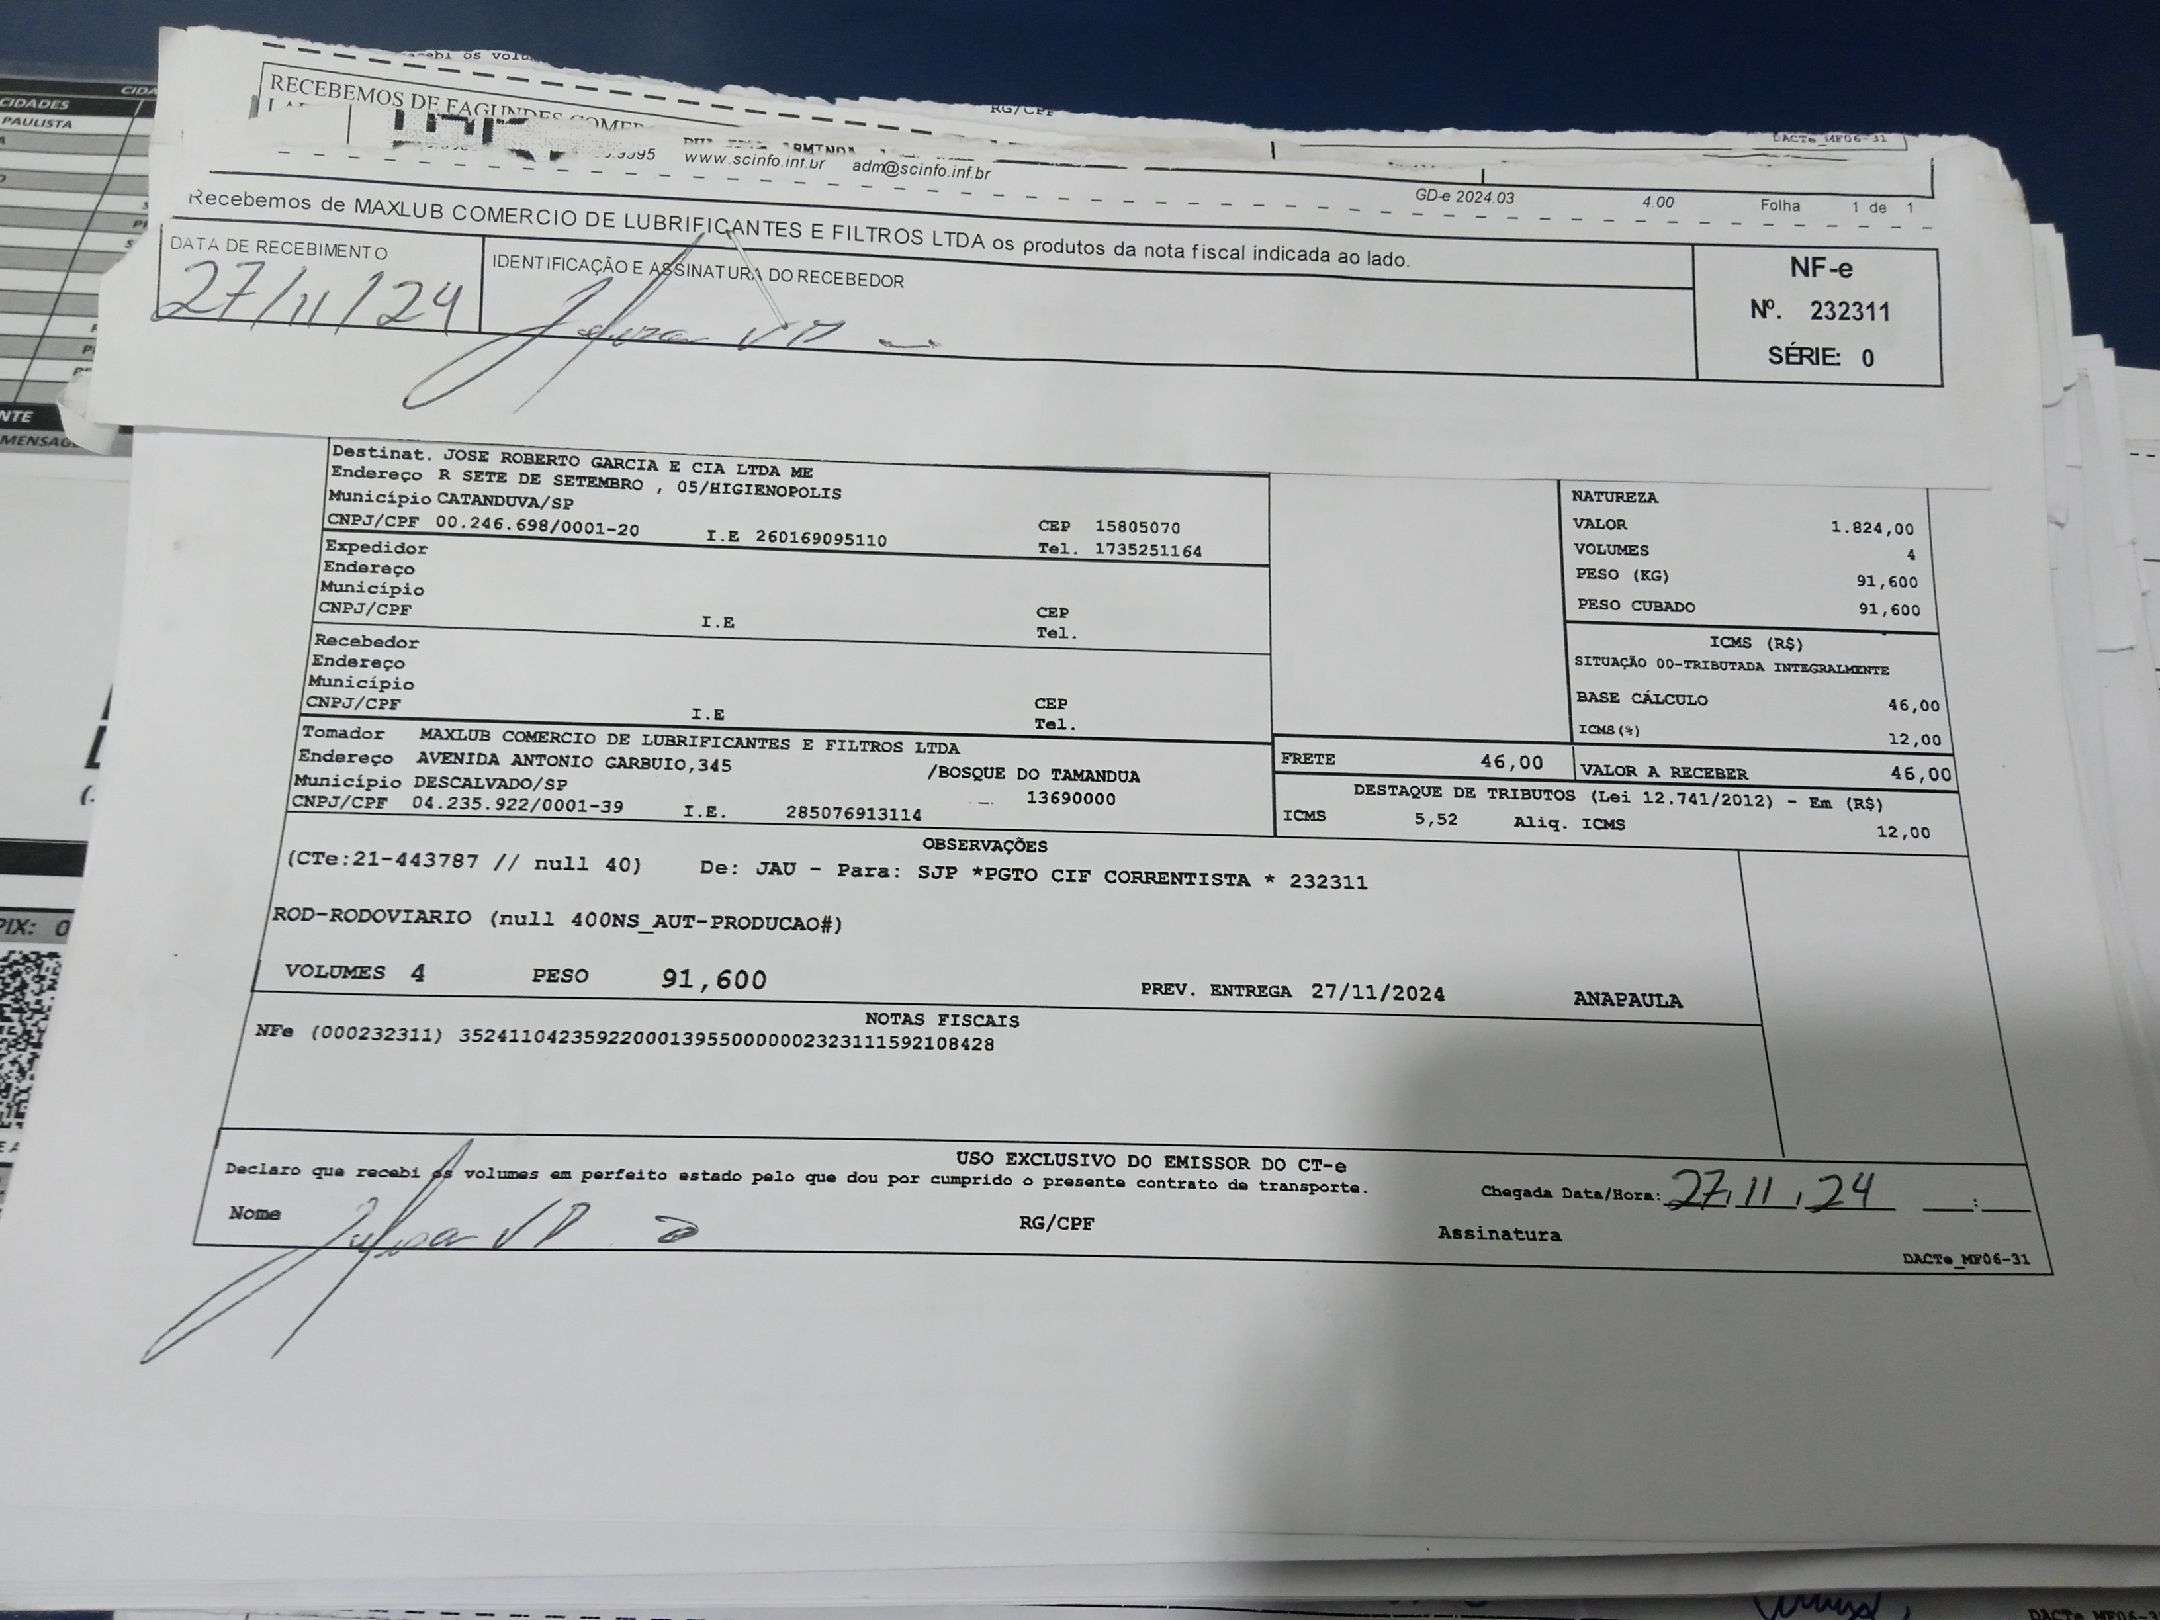 CIDADES
PAULISTA
RECEBEMOS DE FAGUNDES
RG/CPF
DACTe_MF06-31
www.scinfo.inf.br adm@scinfo.inf.br
GD-e 2024.03 4.00 Folha 1 de 1
Recebemos de MAXLUB COMERCIO DE LUBRIFICANTES E FILTROS LTDA os produtos da nota fiscal indicada ao lado.
DATA DE RECEBIMENTO
27/11/24
IDENTIFICAÇÃO E ASSINATURA DO RECEBEDOR
NF-e
Nº. 232311
SÉRIE: 0
Destinat. JOSE ROBERTO GARCIA E CIA LTDA ME
Endereço R SETE DE SETEMBRO , 05/HIGIENOPOLIS
Município CATANDUVA/SP
CNPJ/CPF 00.246.698/0001-20 I.E 260169095110
CEP 15805070
Tel. 1735251164
Expedidor
Endereço
Município
CNPJ/CPF I.E
CEP
Tel.
Recebedor
Endereço
Município
CNPJ/CPF I.E
CEP
Tel.
Tomador MAXLUB COMERCIO DE LUBRIFICANTES E FILTROS LTDA
Endereço AVENIDA ANTONIO GARBUIO,345 /BOSQUE DO TAMANDUA
Município DESCALVADO/SP 13690000
CNPJ/CPF 04.235.922/0001-39 I.E. 285076913114
NATUREZA
VALOR 1.824,00
VOLUMES 4
PESO (KG) 91,600
PESO CUBADO 91,600
ICMS (R$)
SITUAÇÃO 00-TRIBUTADA INTEGRALMENTE
BASE CÁLCULO 46,00
ICMS(%) 12,00
FRETE 46,00 VALOR A RECEBER 46,00
DESTAQUE DE TRIBUTOS (Lei 12.741/2012) - Em (R$)
ICMS 5,52 Aliq. ICMS 12,00
OBSERVAÇÕES
(CTe:21-443787 // null 40) De: JAU - Para: SJP *PGTO CIF CORRENTISTA * 232311
ROD-RODOVIARIO (null 400NS_AUT-PRODUCAO#)
VOLUMES 4 PESO 91,600 PREV. ENTREGA 27/11/2024 ANAPAULA
NOTAS FISCAIS
NFe (000232311) 35241104235922000139550000002323111592108428
USO EXCLUSIVO DO EMISSOR DO CT-e
Declaro que recebi os volumes em perfeito estado pelo que dou por cumprido o presente contrato de transporte.
Chegada Data/Hora: 27,11,24 :
Nome RG/CPF Assinatura
DACTe_MF06-31